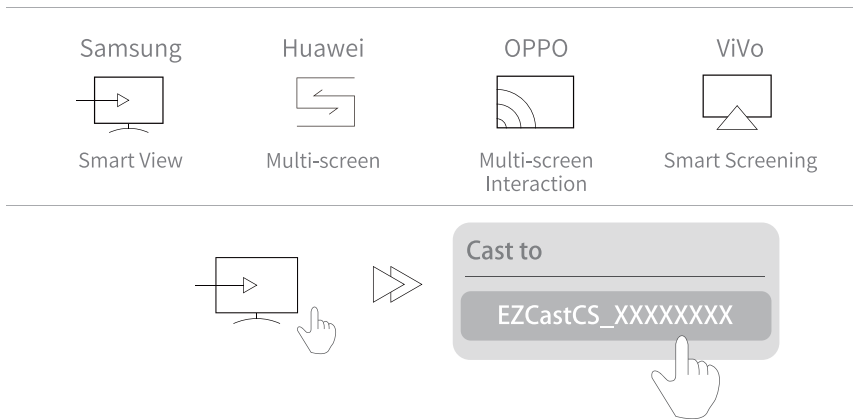 Samsung
Huawei
OPPO
ViVo
Smart View
Multi-screen
Multi-screen
Interaction
Smart Screening
Cast to
EZCastCS_XXXXXXXX